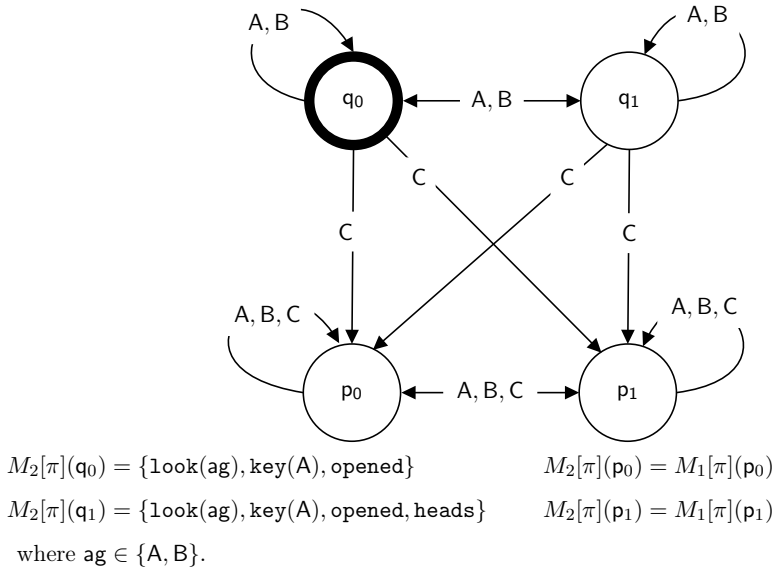 A, B
A, B
q0
A, B
q1
C
C
C
C
A, B, C
A, B, C
p0
A, B, C
p1
M2[π](q0) = {look(ag), key(A), opened}
M2[π](p0) = M1[π](p0)
M2[π](q1) = {look(ag), key(A), opened, heads}
M2[π](p1) = M1[π](p1)
where ag ∈ {A, B}.